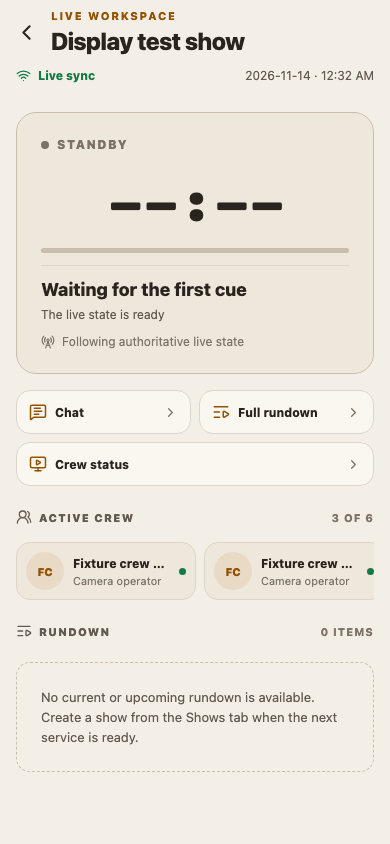 LIVE WORKSPACE
Display test show
Live sync
2026-11-14 · 12:32 AM
STANDBY
--:--
Waiting for the first cue
The live state is ready
Following authoritative live state
Chat
Full rundown
Crew status
ACTIVE CREW
3 OF 6
FC
Fixture crew ...
Camera operator
FC
Fixture crew ...
Camera operator
RUNDOWN
0 ITEMS
No current or upcoming rundown is available.
Create a show from the Shows tab when the next
service is ready.